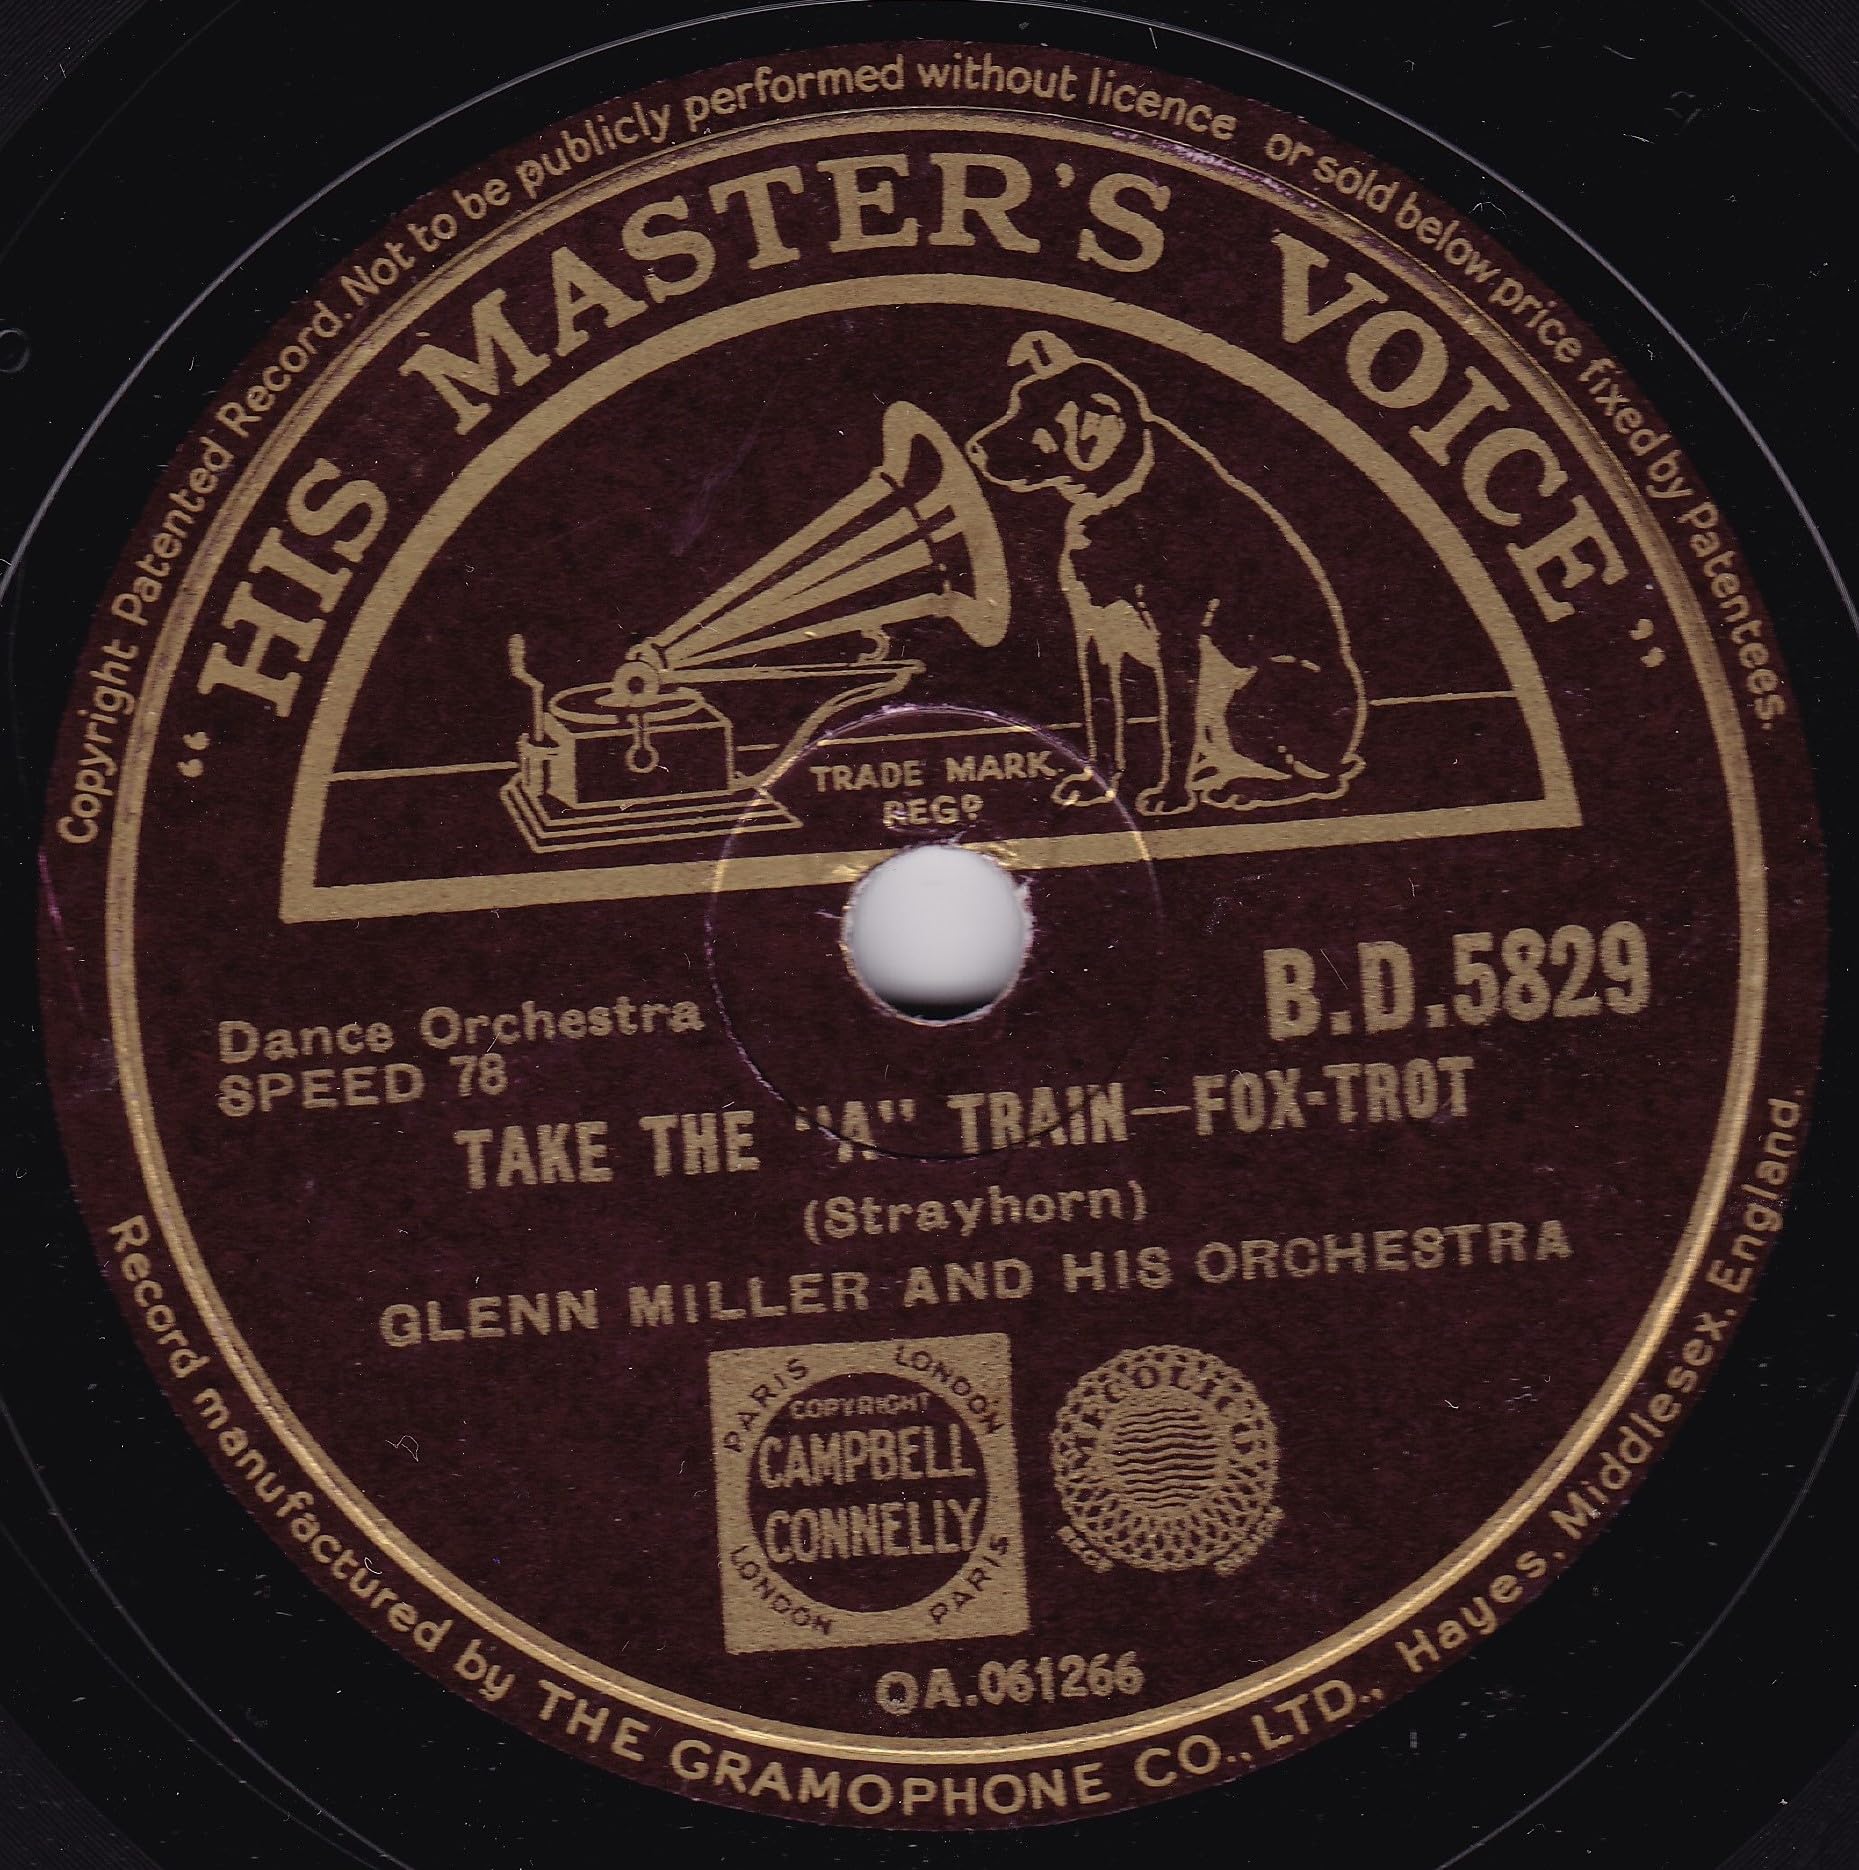 Copyright Patented Record. Not to be publicly performed without licence or sold below price fixed by Patentees.
“HIS MASTER'S VOICE”
TRADE MARK
REGD
B.D.5829
Dance Orchestra
SPEED 78
TAKE THE "A" TRAIN—FOX-TROT
(Strayhorn)
GLENN MILLER AND HIS ORCHESTRA
PARIS LONDON
COPYRIGHT
CAMPBELL
CONNELLY
LONDON PARIS
MECOLICO
OA.061266
Record manufactured by THE GRAMOPHONE CO., LTD., Hayes, Middlesex, England.